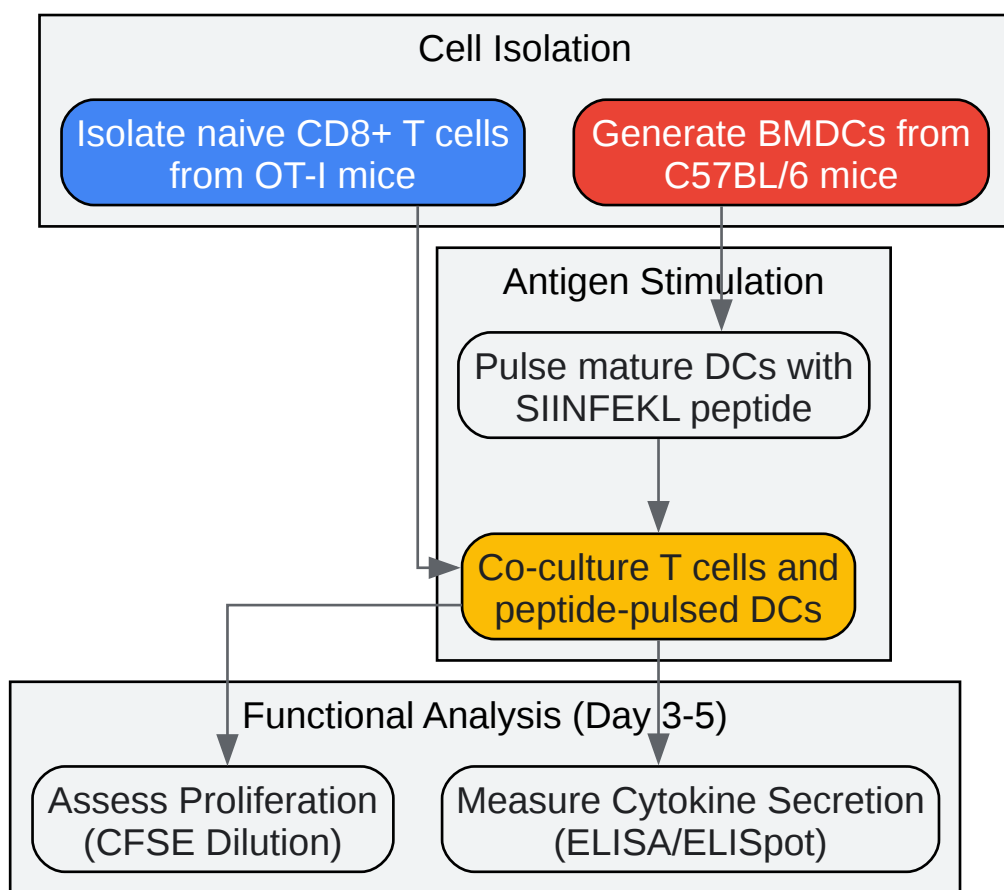 Cell Isolation
Isolate naive CD8+ T cells
from OT-I mice
Generate BMDCs from
C57BL/6 mice
Antigen Stimulation
Pulse mature DCs with
SIINFEKL peptide
Co-culture T cells and
peptide-pulsed DCs
Functional Analysis (Day 3-5)
Assess Proliferation
(CFSE Dilution)
Measure Cytokine Secretion
(ELISA/ELISpot)